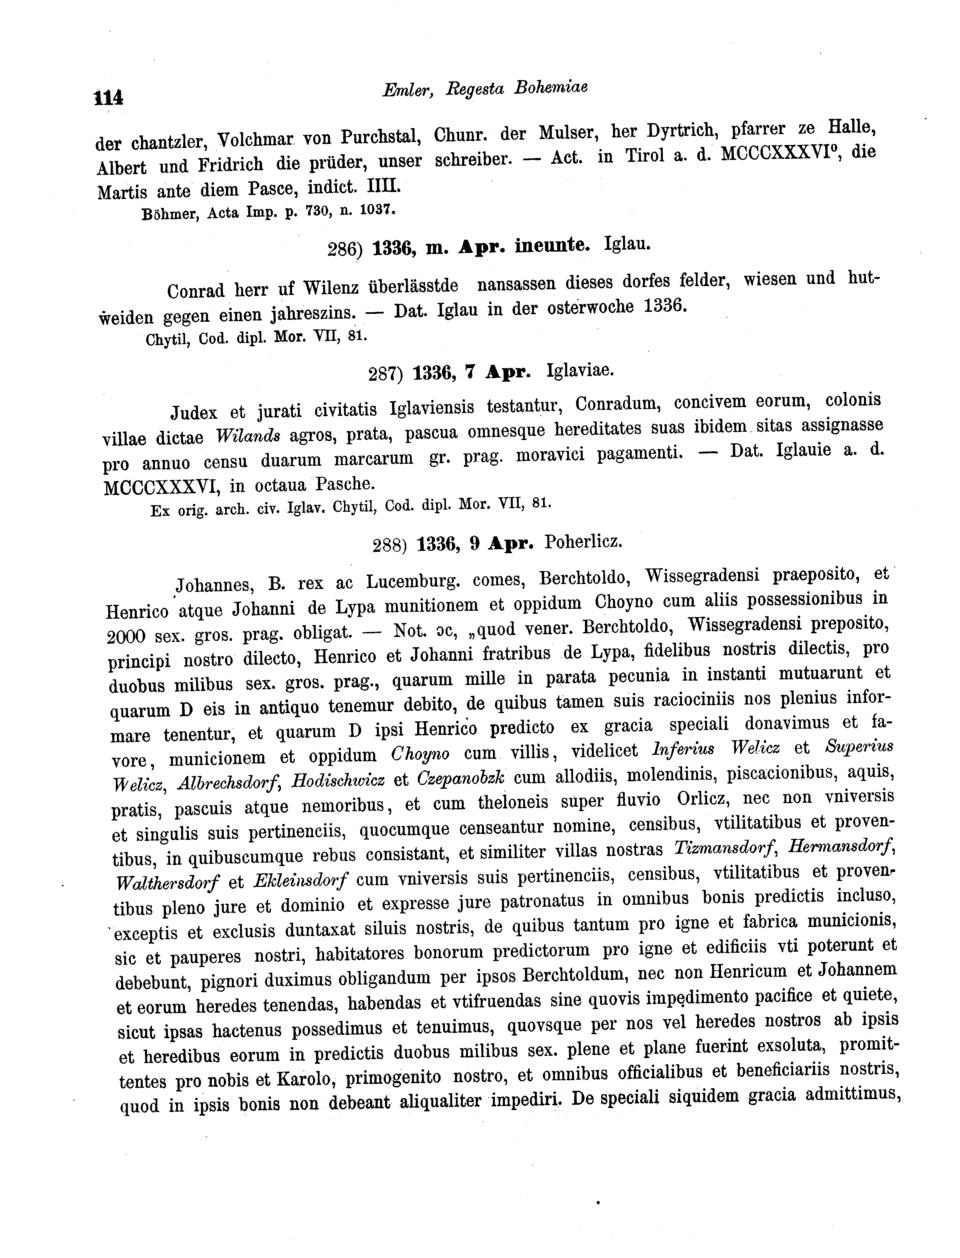 114
Emler, Regesta Bohemiae
der chantzler, Volchmar von Purchstal, Chunr. der Mulser, her Dyrtrich, pfarrer ze Halle,
Albert und Fridrich die prüder, unser schreiber. — Act. in Tirol a. d. MCCCXXXVI⁰, die
Martis ante diem Pasce, indict. IIII.
Böhmer, Acta Imp. p. 730, n. 1037.
286) 1336, m. Apr. ineunte. Iglau.
Conrad herr uf Wilenz überlässtde nansassen dieses dorfes felder, wiesen und hut-
weiden gegen einen jahreszins. — Dat. Iglau in der osterwoche 1336.
Chytil, Cod. dipl. Mor. VII, 81.
287) 1336, 7 Apr. Iglaviae.
Judex et jurati civitatis Iglaviensis testantur, Conradum, concivem eorum, colonis
villae dictae Wilands agros, prata, pascua omnesque hereditates suas ibidem sitas assignasse
pro annuo censu duarum marcarum gr. prag. moravici pagamenti. — Dat. Iglauie a. d.
MCCCXXXVI, in octaua Pasche.
Ex orig. arch. civ. Iglav. Chytil, Cod. dipl. Mor. VII, 81.
288) 1336, 9 Apr. Poherlicz.
Johannes, B. rex ac Lucemburg. comes, Berchtoldo, Wissegradensi praeposito, et
Henrico atque Johanni de Lypa munitionem et oppidum Choyno cum aliis possessionibus in
2000 sex. gros. prag. obligat. — Not. ɔc, „quod vener. Berchtoldo, Wissegradensi preposito,
principi nostro dilecto, Henrico et Johanni fratribus de Lypa, fidelibus nostris dilectis, pro
duobus milibus sex. gros. prag., quarum mille in parata pecunia in instanti mutuarunt et
quarum D eis in antiquo tenemur debito, de quibus tamen suis raciociniis nos plenius infor-
mare tenentur, et quarum D ipsi Henrico predicto ex gracia speciali donavimus et fa-
vore, municionem et oppidum Choyno cum villis, videlicet Inferius Welicz et Superius
Welicz, Albrechsdorf, Hodischwicz et Czepanobzk cum allodiis, molendinis, piscacionibus, aquis,
pratis, pascuis atque nemoribus, et cum theloneis super fluvio Orlicz, nec non vniversis
et singulis suis pertinenciis, quocumque censeantur nomine, censibus, vtilitatibus et proven-
tibus, in quibuscumque rebus consistant, et similiter villas nostras Tizmansdorf, Hermansdorf,
Walthersdorf et Ekleinsdorf cum vniversis suis pertinenciis, censibus, vtilitatibus et proven-
tibus pleno jure et dominio et expresse jure patronatus in omnibus bonis predictis incluso,
exceptis et exclusis duntaxat siluis nostris, de quibus tantum pro igne et fabrica municionis,
sic et pauperes nostri, habitatores bonorum predictorum pro igne et edificiis vti poterunt et
debebunt, pignori duximus obligandum per ipsos Berchtoldum, nec non Henricum et Johannem
et eorum heredes tenendas, habendas et vtifruendas sine quovis impedimento pacifice et quiete,
sicut ipsas hactenus possedimus et tenuimus, quovsque per nos vel heredes nostros ab ipsis
et heredibus eorum in predictis duobus milibus sex. plene et plane fuerint exsoluta, promit-
tentes pro nobis et Karolo, primogenito nostro, et omnibus officialibus et beneficiariis nostris,
quod in ipsis bonis non debeant aliqualiter impediri. De speciali siquidem gracia admittimus,